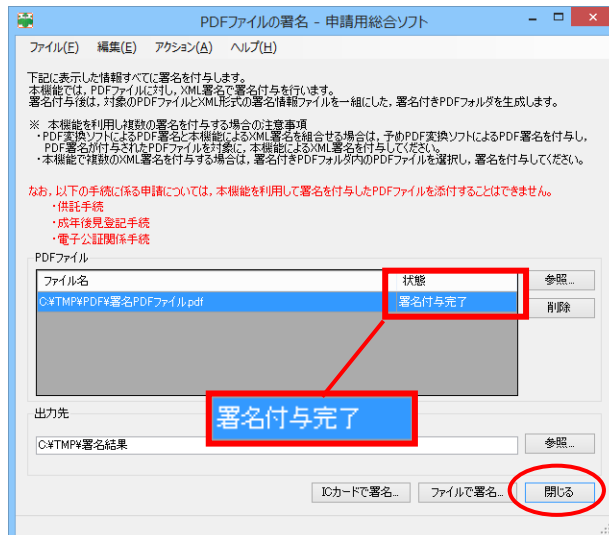 PDFファイルの署名 - 申請用総合ソフト
ファイル(F) 編集(E) アクション(A) ヘルプ(H)
下記に表示した情報すべてに署名を付与します。
本機能では，PDFファイルに対し，XML署名で署名付与を行います。
署名付与後は，対象のPDFファイルとXML形式の署名情報ファイルを一組にした，署名付きPDFフォルダを生成します。
※ 本機能を利用し複数の署名を付与する場合の注意事項
・PDF変換ソフトによるPDF署名と本機能によるXML署名を組合せる場合は，予めPDF変換ソフトによるPDF署名を付与し，
PDF署名が付与されたPDFファイルを対象に，本機能によるXML署名を付与してください。
・本機能で複数のXML署名を付与する場合は，署名付きPDFフォルダ内のPDFファイルを選択し，署名を付与してください。
なお，以下の手続に係る申請については，本機能を利用して署名を付与したPDFファイルを添付することはできません。
・供託手続
・成年後見登記手続
・電子公証関係手続
PDFファイル
ファイル名 状態 参照...
C:¥TMP¥PDF¥署名PDFファイル.pdf 署名付与完了 削除
署名付与完了
出力先
C:¥TMP¥署名結果 参照...
ICカードで署名... ファイルで署名... 閉じる